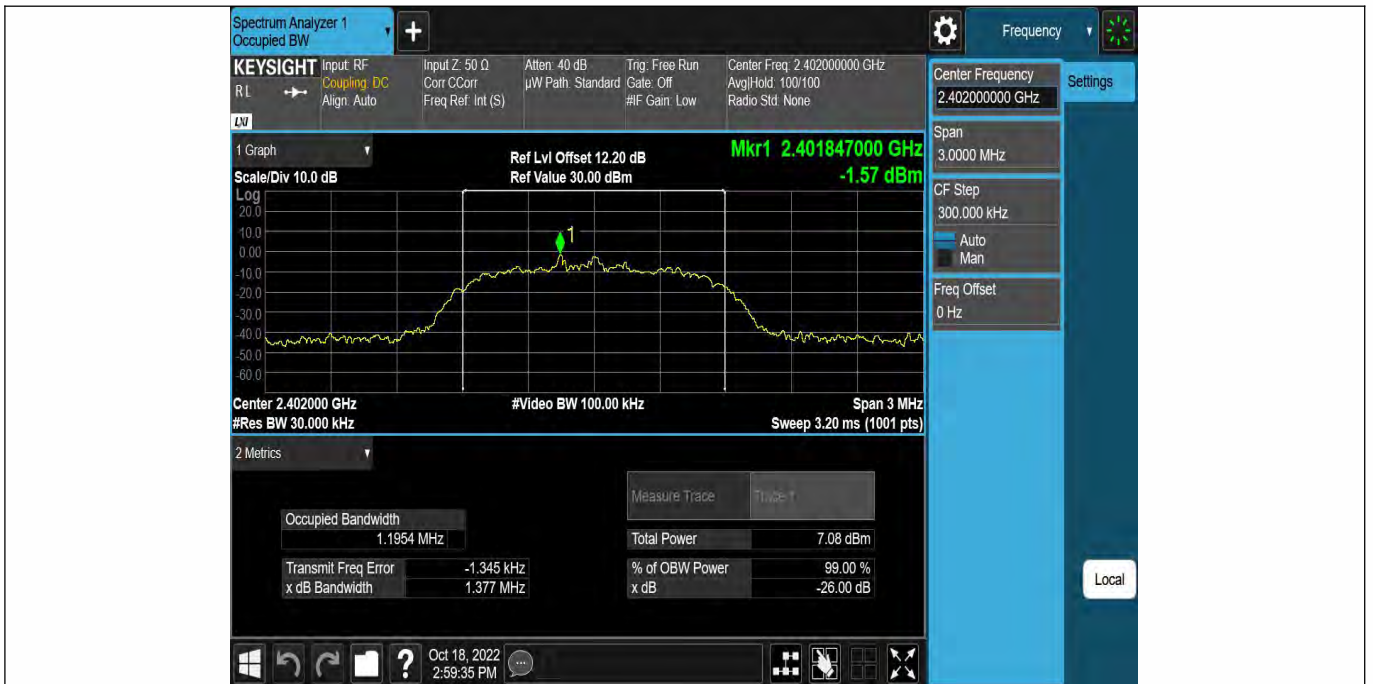 Spectrum Analyzer 1
Occupied BW
Frequency
KEYSIGHT
RL
LXI
Input: RF
Coupling: DC
Align: Auto
Input Z: 50 Ω
Corr CCorr
Freq Ref: Int (S)
Atten: 40 dB
µW Path: Standard
Trig: Free Run
Gate: Off
#IF Gain: Low
Center Freq: 2.402000000 GHz
Avg|Hold: 100/100
Radio Std: None
Center Frequency
2.402000000 GHz
Settings
Span
3.0000 MHz
CF Step
300.000 kHz
Auto
Man
Freq Offset
0 Hz
1 Graph
Scale/Div 10.0 dB
Ref Lvl Offset 12.20 dB
Ref Value 30.00 dBm
Mkr1 2.401847000 GHz
-1.57 dBm
Log
20.0
10.0
0.00
-10.0
-20.0
-30.0
-40.0
-50.0
-60.0
1
Center 2.402000 GHz
#Res BW 30.000 kHz
#Video BW 100.00 kHz
Span 3 MHz
Sweep 3.20 ms (1001 pts)
2 Metrics
Measure Trace
Trace 1
Occupied Bandwidth
1.1954 MHz
Total Power 7.08 dBm
Transmit Freq Error -1.345 kHz
% of OBW Power 99.00 %
x dB Bandwidth 1.377 MHz
x dB -26.00 dB
Local
?
Oct 18, 2022
2:59:35 PM